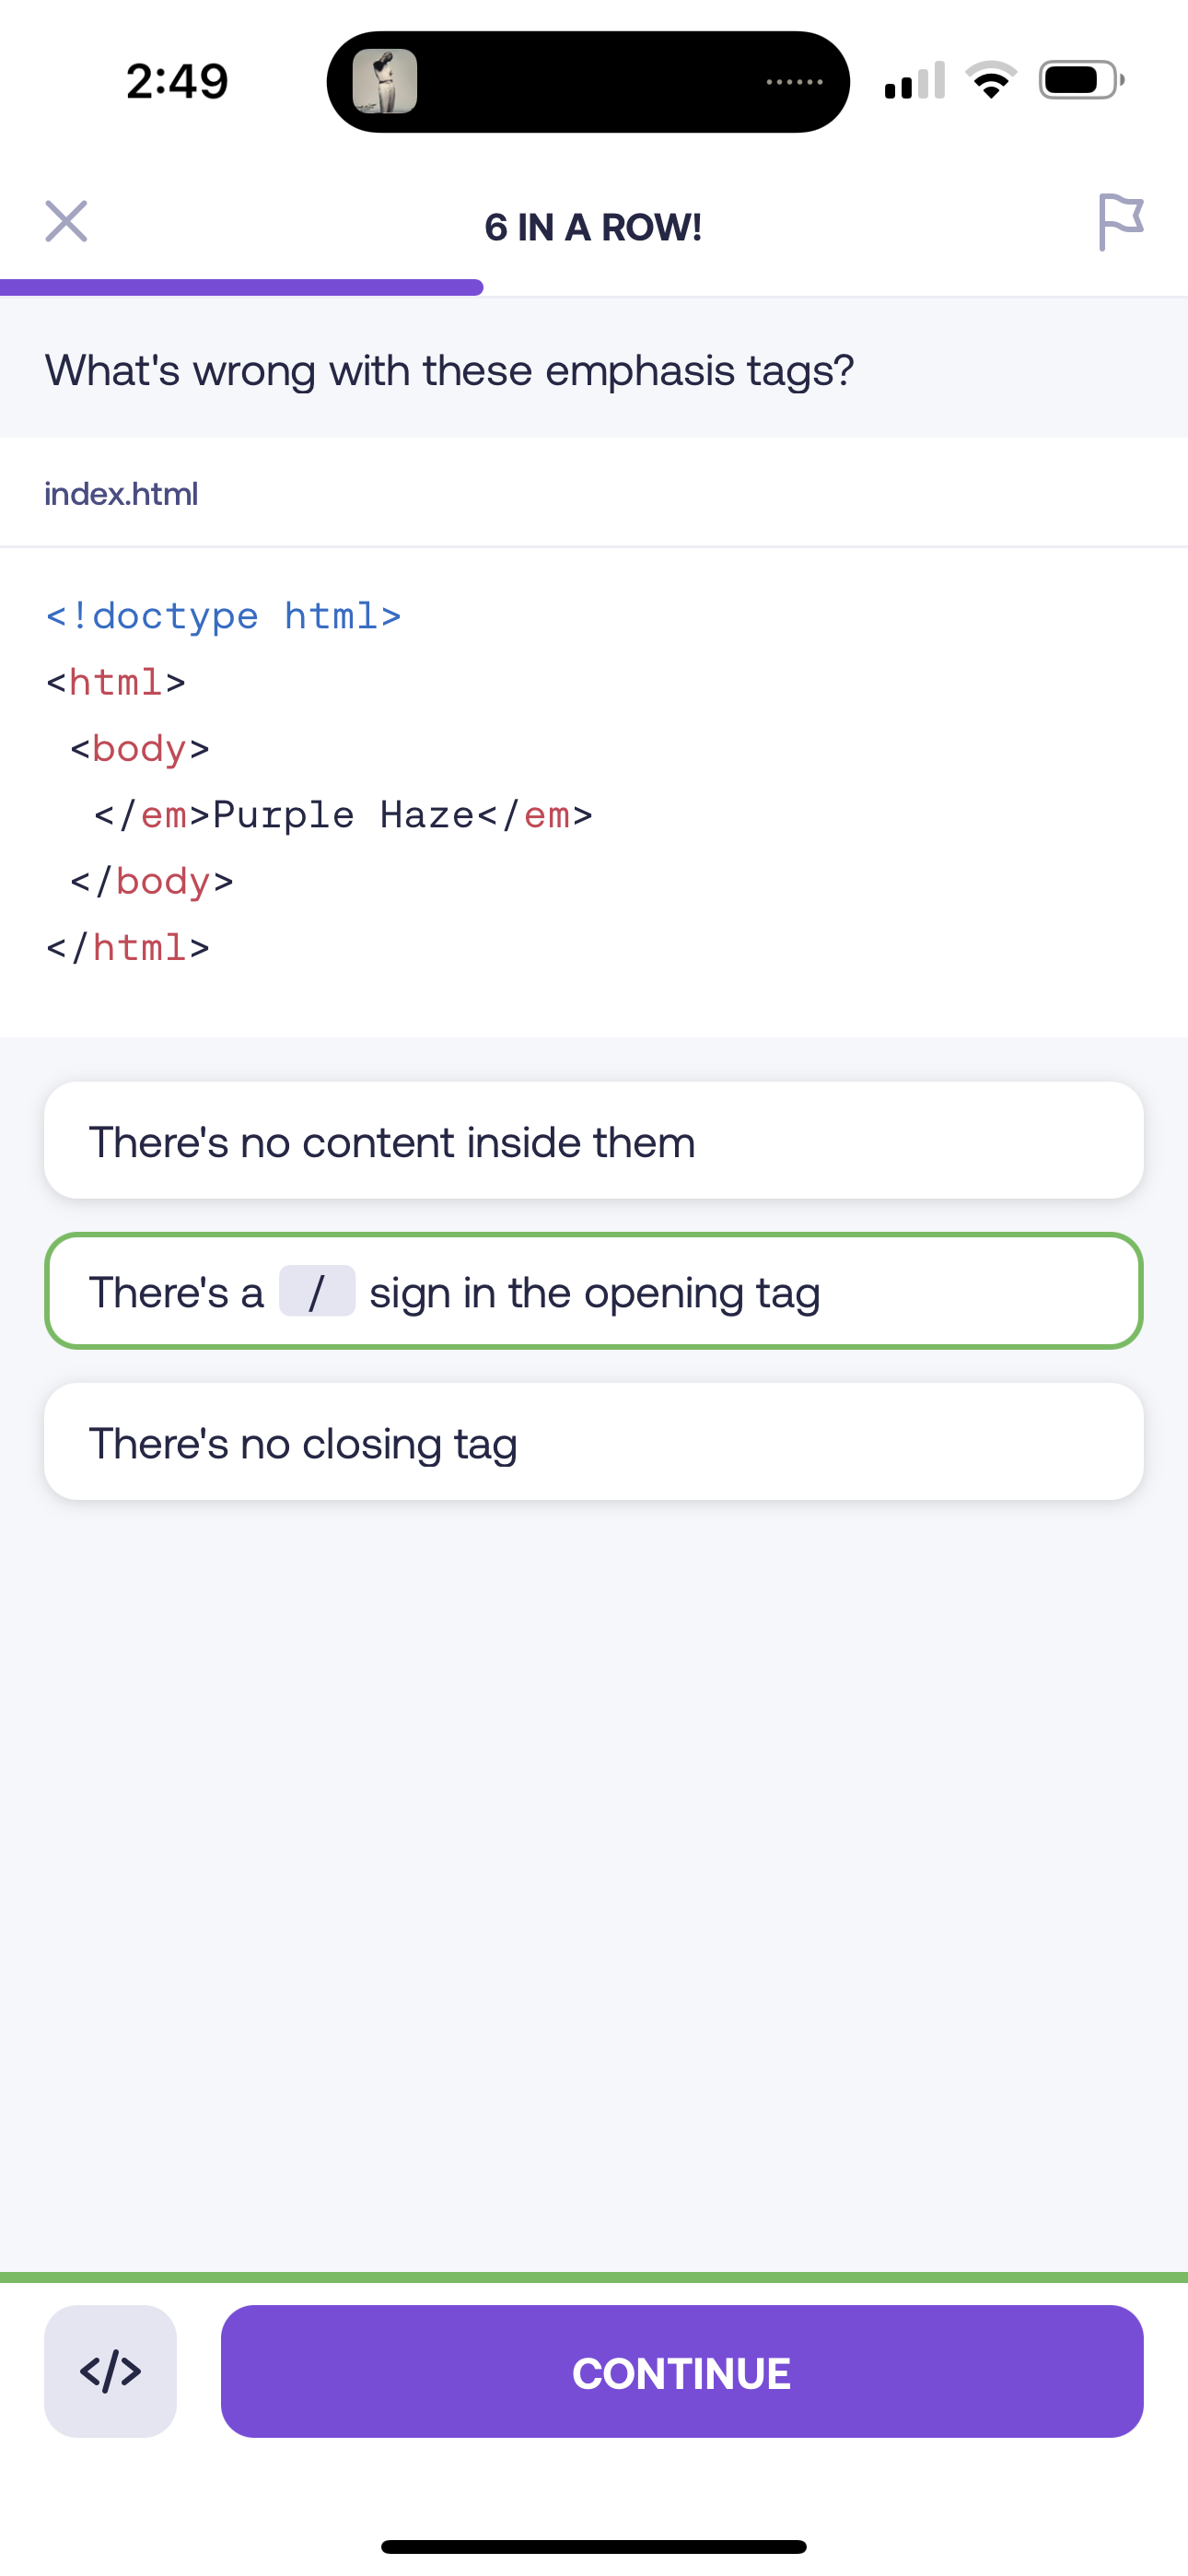 2:49
6 IN A ROW!
What's wrong with these emphasis tags?
index.html
<!doctype html>
<html>
<body>
</em>Purple Haze</em>
</body>
</html>
There's no content inside them
There's a / sign in the opening tag
There's no closing tag
</>
CONTINUE